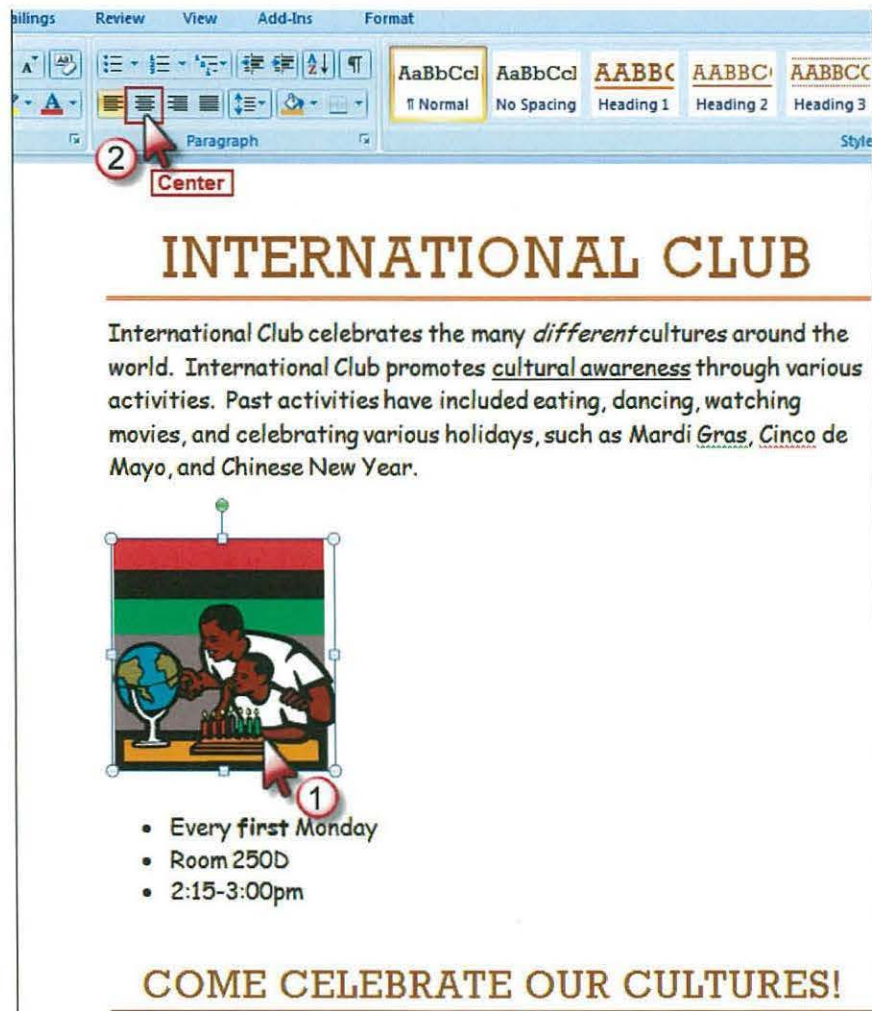 ailings Review View Add-Ins Format
AaBbCcI AaBbCcI AABBC AABBC AABBCC
¶ Normal No Spacing Heading 1 Heading 2 Heading 3
Paragraph Style
2
Center
INTERNATIONAL CLUB
International Club celebrates the many different cultures around the
world. International Club promotes cultural awareness through various
activities. Past activities have included eating, dancing, watching
movies, and celebrating various holidays, such as Mardi Gras, Cinco de
Mayo, and Chinese New Year.
1
• Every first Monday
• Room 250D
• 2:15-3:00pm
COME CELEBRATE OUR CULTURES!